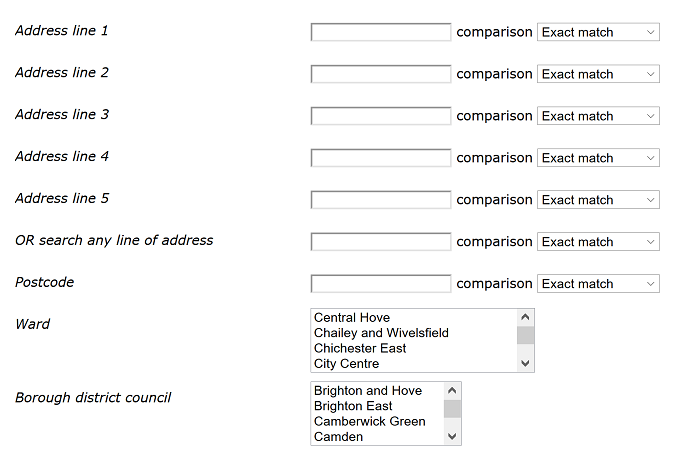 Address line 1 comparison Exact match
Address line 2 comparison Exact match
Address line 3 comparison Exact match
Address line 4 comparison Exact match
Address line 5 comparison Exact match
OR search any line of address comparison Exact match
Postcode comparison Exact match
Ward
Central Hove
Chailey and Wivelsfield
Chichester East
City Centre
Borough district council
Brighton and Hove
Brighton East
Camberwick Green
Camden